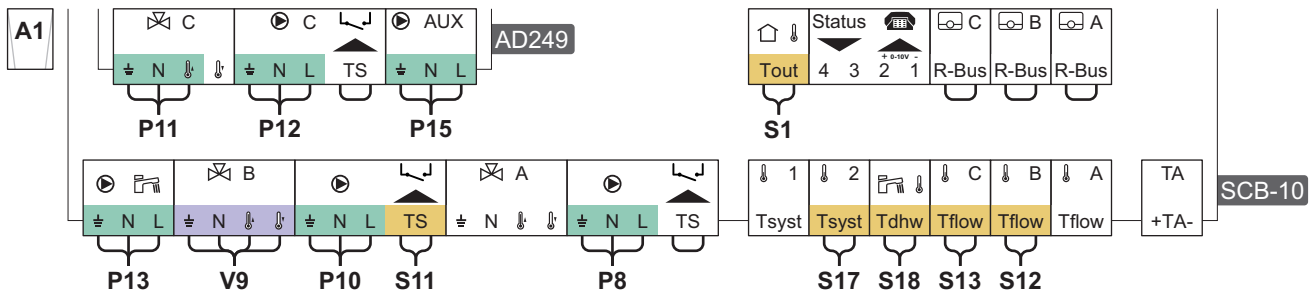 A1
C C AUX AD249
N N L TS N L
P11 P12 P15
Status C B A
+ 0-10V -
Tout 4 3 2 1 R-Bus R-Bus R-Bus
S1
B A
N L N N L TS N N L TS
P13 V9 P10 S11 P8
1 2 C B A TA
Tsyst Tsyst Tdhw Tflow Tflow Tflow +TA-
S17 S18 S13 S12
SCB-10